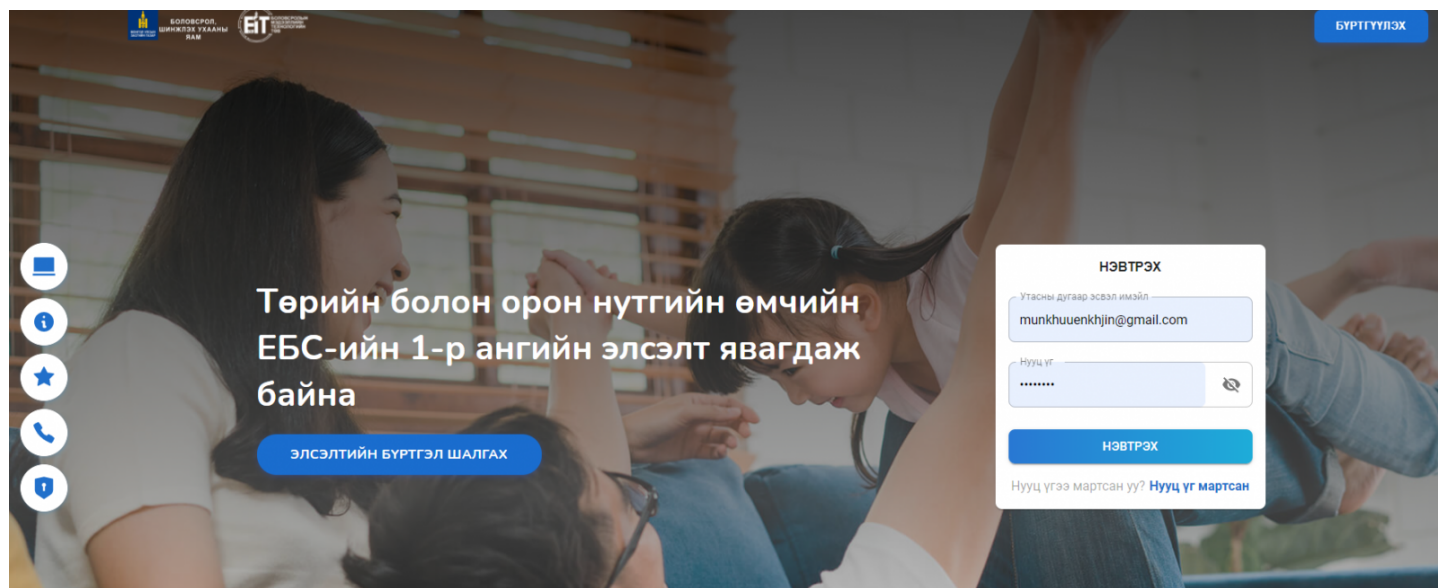 БОЛОВСРОЛ,
ШИНЖЛЭХ УХААНЫ
ЯАМ
EIT
БҮРТГҮҮЛЭХ
Төрийн болон орон нутгийн өмчийн
ЕБС-ийн 1-р ангийн элсэлт явагдаж
байна
ЭЛСЭЛТИЙН БҮРТГЭЛ ШАЛГАХ
НЭВТРЭХ
Утасны дугаар эсвэл имэйл
munkhuuenkhjin@gmail.com
Нууц үг
••••••••
НЭВТРЭХ
Нууц үгээ мартсан уу? Нууц үг мартсан